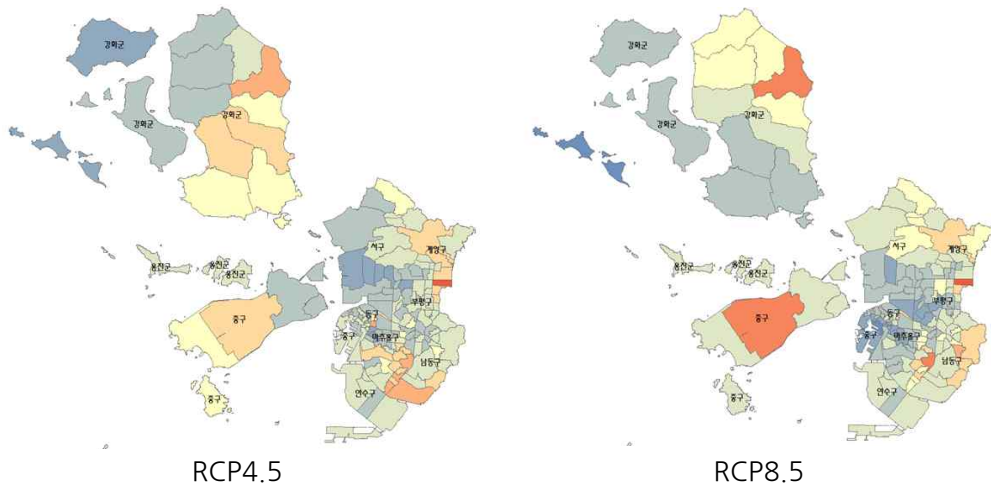 강화군
강화군
강화군
서구
계양구
옹진군
옹진군
옹진군
부평구
동구
중구
중구
미추홀구
남동구
연수구
중구
RCP4.5
강화군
강화군
강화군
서구
계양구
옹진군
옹진군
옹진군
부평구
동구
중구
중구
미추홀구
남동구
연수구
중구
RCP8.5